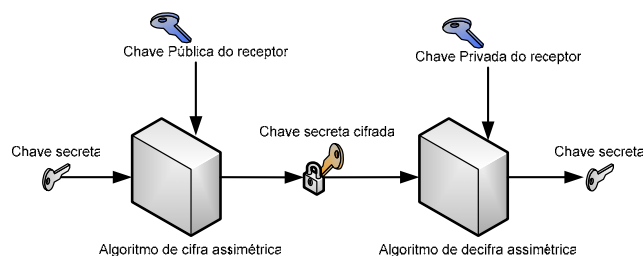 Chave Pública do receptor
Chave Privada do receptor
Chave secreta
Chave secreta cifrada
Chave secreta
Algoritmo de cifra assimétrica
Algoritmo de decifra assimétrica